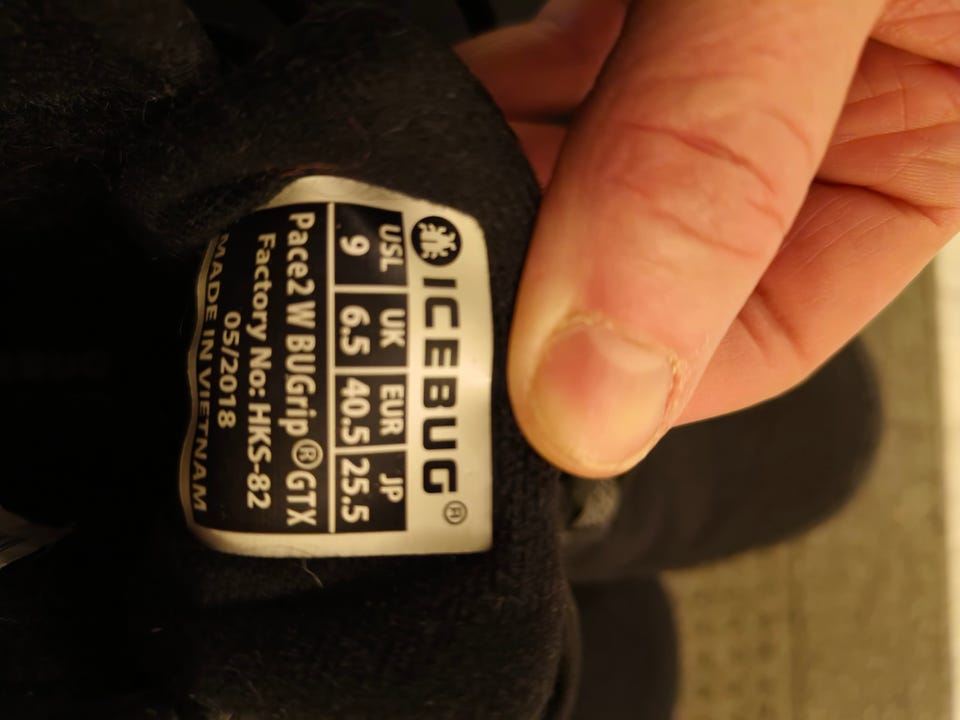 ICEBUG®
USL UK EUR JP
9 6.5 40.5 25.5
Pace2 W BUGrip® GTX
Factory No: HKS-82
05/2018
MADE IN VIETNAM